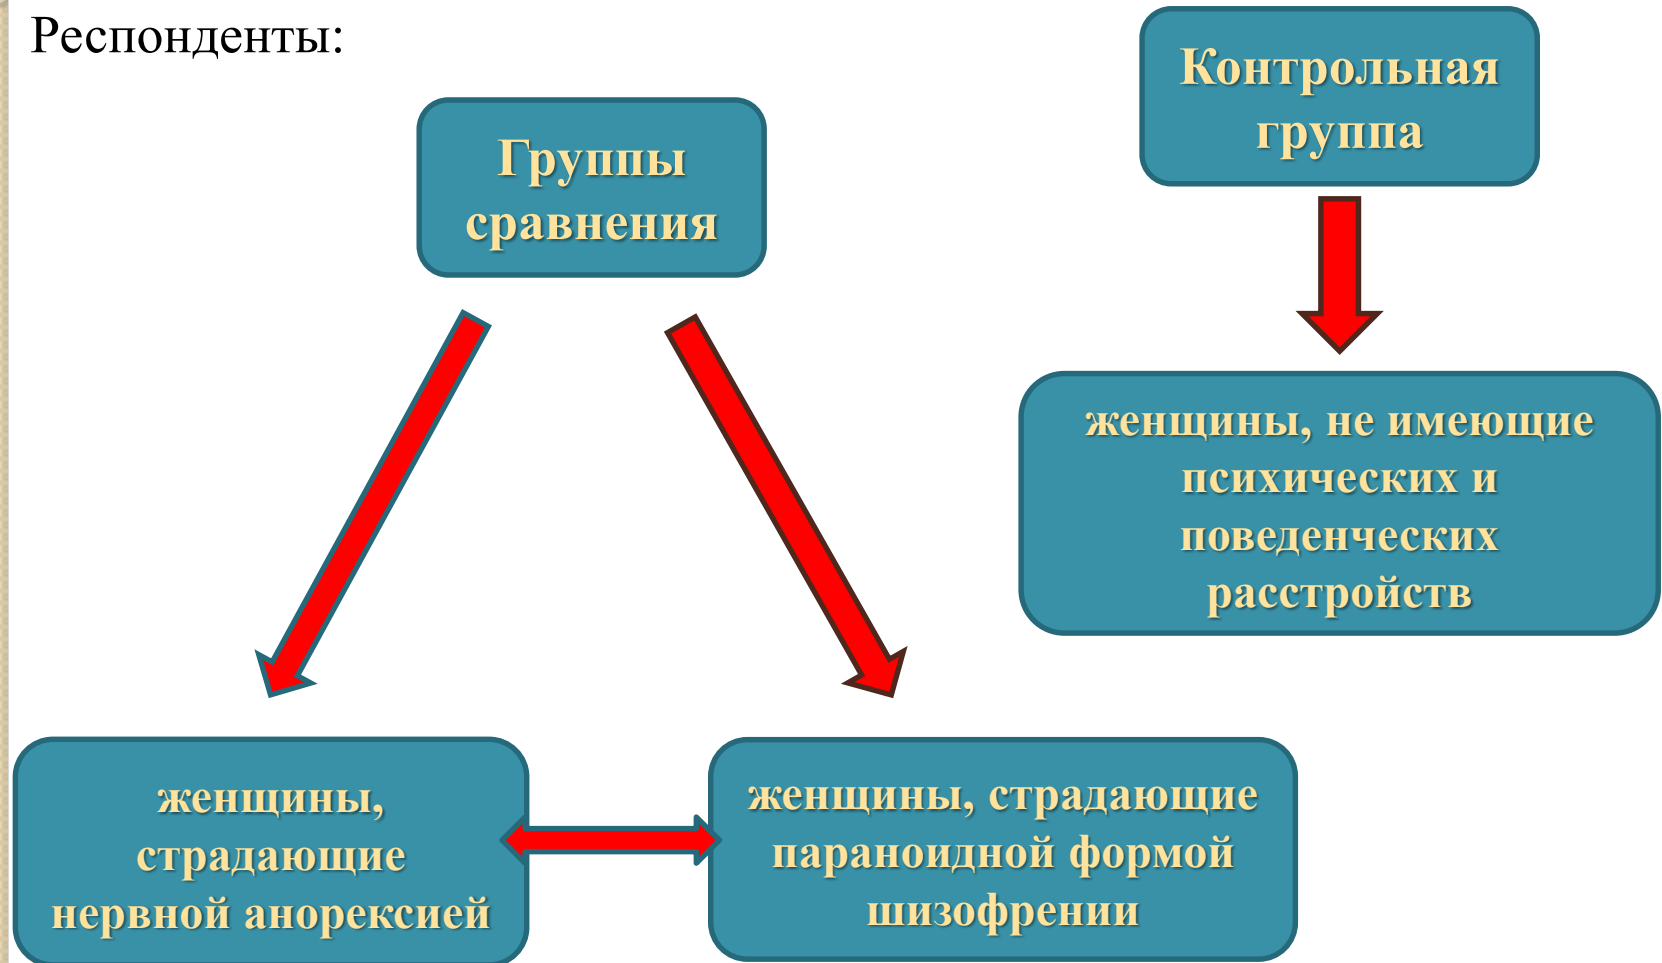 Респонденты:
Контрольная
группа
Группы
сравнения
женщины, не имеющие
психических и
поведенческих
расстройств
женщины,
страдающие
нервной анорексией
женщины, страдающие
параноидной формой
шизофрении